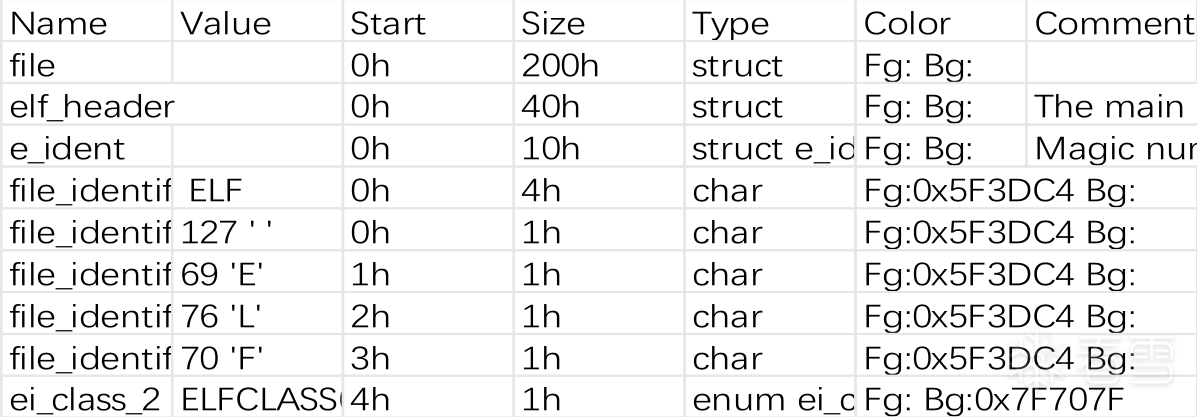 Name Value Start Size Type Color Comment
file 0h 200h struct Fg: Bg:
elf_header 0h 40h struct Fg: Bg: The main
e_ident 0h 10h struct e_id Fg: Bg: Magic nur
file_identif ELF 0h 4h char Fg:0x5F3DC4 Bg:
file_identif 127 ' ' 0h 1h char Fg:0x5F3DC4 Bg:
file_identif 69 'E' 1h 1h char Fg:0x5F3DC4 Bg:
file_identif 76 'L' 2h 1h char Fg:0x5F3DC4 Bg:
file_identif 70 'F' 3h 1h char Fg:0x5F3DC4 Bg:
ei_class_2 ELFCLASS 4h 1h enum ei_c Fg: Bg:0x7F707F
看雪